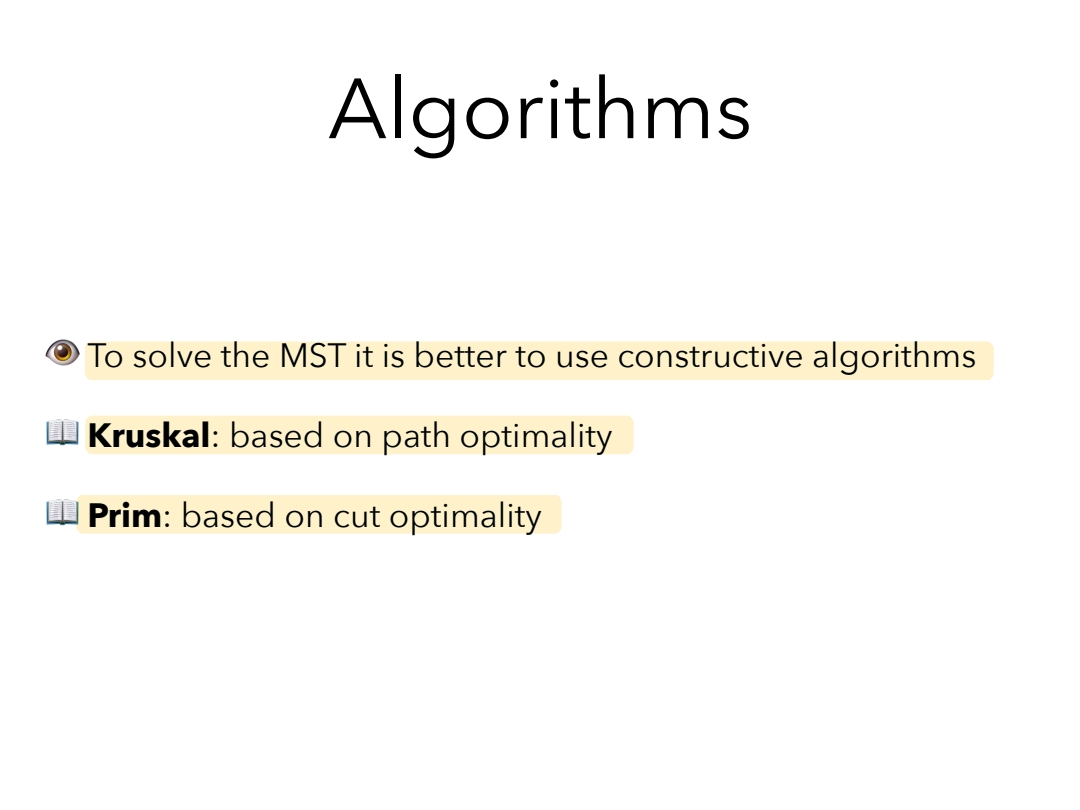 Algorithms
👁 To solve the MST it is better to use constructive algorithms
📖 Kruskal: based on path optimality
📖 Prim: based on cut optimality